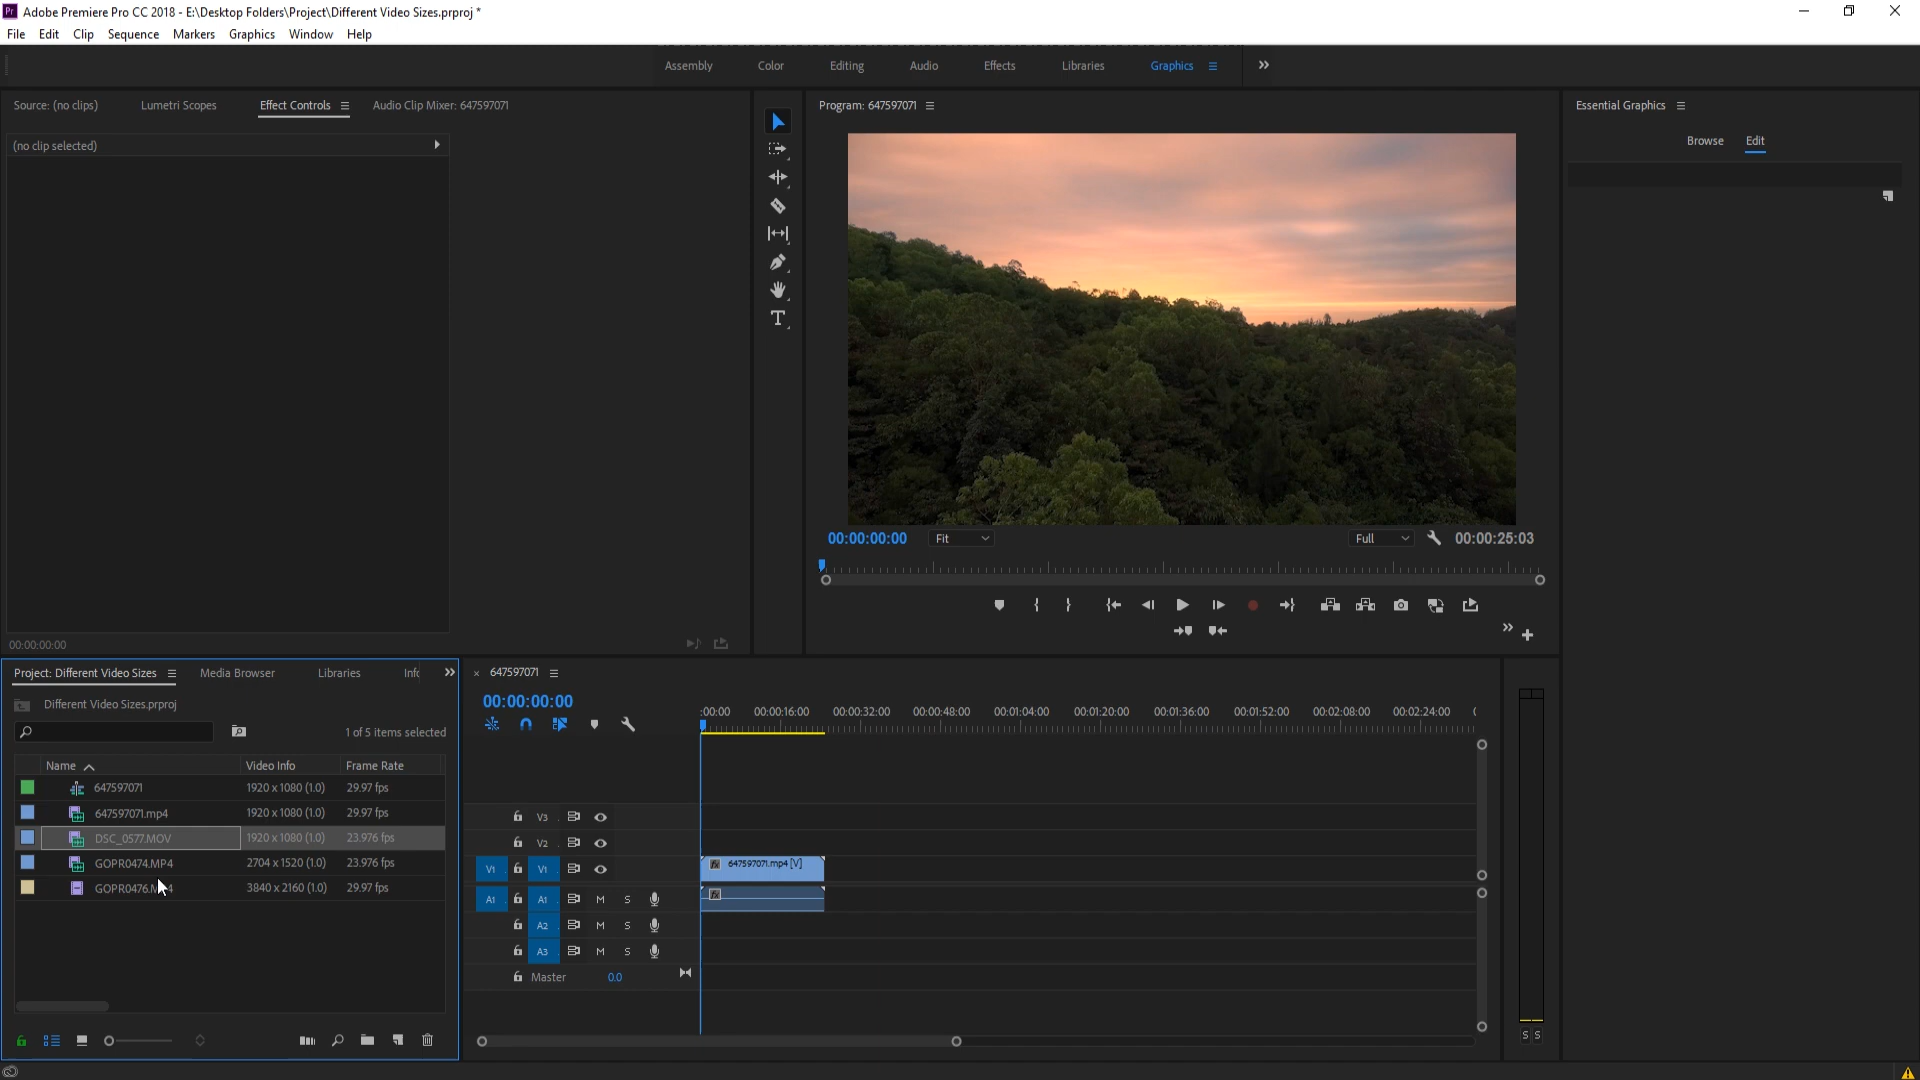 Adobe Premiere Pro CC 2018 - E:\Desktop Folders\Project\Different Video Sizes.prproj *
File Edit Clip Sequence Markers Graphics Window Help
Assembly Color Editing Audio Effects Libraries Graphics
Source: (no clips) Lumetri Scopes Effect Controls Audio Clip Mixer: 647597071
Program: 647597071
Essential Graphics
(no clip selected)
Browse Edit
00:00:00:00 Fit Full 00:00:25:03
00:00:00:00
Project: Different Video Sizes Media Browser Libraries Info
647597071
Different Video Sizes.prproj
00:00:00:00
1 of 5 items selected
:00:00 00:00:16:00 00:00:32:00 00:00:48:00 00:01:04:00 00:01:20:00 00:01:36:00 00:01:52:00 00:02:08:00 00:02:24:00
Name Video Info Frame Rate
647597071 1920 x 1080 (1.0) 29.97 fps
647597071.mp4 1920 x 1080 (1.0) 29.97 fps
DSC_0577.MOV 1920 x 1080 (1.0) 23.976 fps
GOPR0474.MP4 2704 x 1520 (1.0) 23.976 fps
GOPR0476.M 4 3840 x 2160 (1.0) 29.97 fps
V3
V2
V1 V1 647597071.mp4 [V]
A1 A1 M S fx
A2 M S
A3 M S
Master 0.0
S S